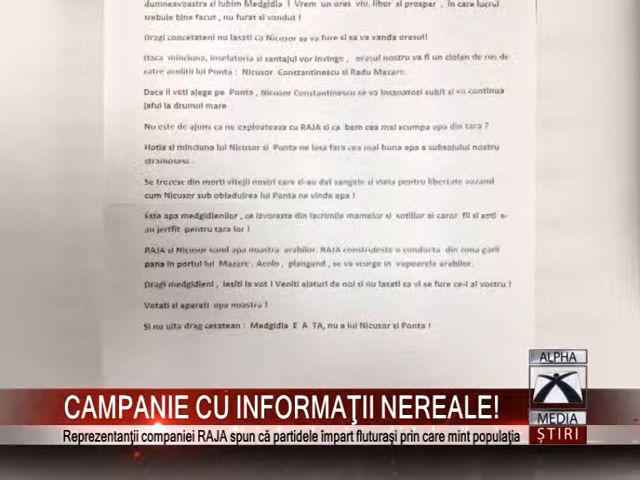 dumneavoastra si iubim Medgidia ! Vrem un oras viu, liber si prosper , in care lucrul
trebuie bine facut , nu furat si vandut !
Dragi concetateni nu lasati ca Nicusor sa va fure si sa va vanda orasul!
Daca minciuna, inselatoria si santajul vor invinge , orasul nostru va fi un ciolan de ros de
catre acolitii lui Ponta : Nicusor Constantinescu si Radu Mazare.
Daca il veti alege pe Ponta , Nicusor Constantinescu se va insanatosi subit si va continua
jaful la drumul mare
Nu este de ajuns ca ne exploateaza cu RAJA si ca bem cea mai scumpa apa din tara ?
Hotia si minciuna lui Nicusor si Ponta ne lasa fara cea mai buna apa a subsolului nostru
stramosesc.
Se trezesc din morti vitejii nostri care si-au dat sangele si viata pentru libertate vazand
cum Nicusor sub obladuirea lui Ponta ne vinde apa !
Este apa medgidienilor , ce izvoraste din lacrimile mamelor si sotiilor al caror fii si soti s-
au jertfit pentru tara lor !
RAJA si Nicusor vand apa noastra arabilor. RAJA construieste o conducta din zona garii
pana in portul lui Mazare. Acolo , plangand , se va scurge in vapoarele arabilor.
Dragi medgidieni , iesiti la vot ! Veniti alaturi de noi si nu lasati sa vi se fure ce-i al vostru !
Votati si aparati apa noastra !
Si nu uita drag cetatean : Medgidia E A TA, nu a lui Nicusor si Ponta !
ALPHA
MEDIA
ŞTIRI
CAMPANIE CU INFORMAŢII NEREALE!
Reprezentanţii companiei RAJA spun că partidele împart fluturaşi prin care mint populaţia